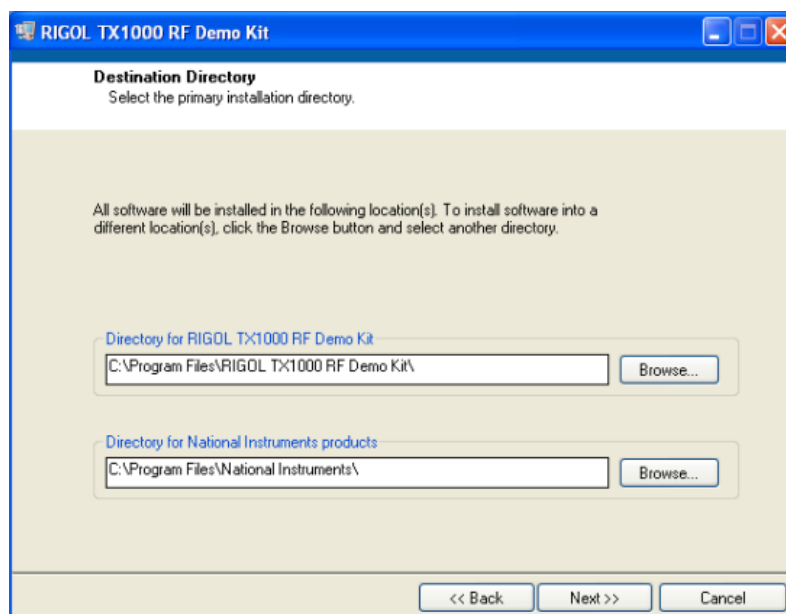 RIGOL TX1000 RF Demo Kit
Destination Directory
Select the primary installation directory.
All software will be installed in the following location(s). To install software into a
different location(s), click the Browse button and select another directory.
Directory for RIGOL TX1000 RF Demo Kit
C:\Program Files\RIGOL TX1000 RF Demo Kit\
Browse...
Directory for National Instruments products
C:\Program Files\National Instruments\
Browse...
<< Back
Next >>
Cancel